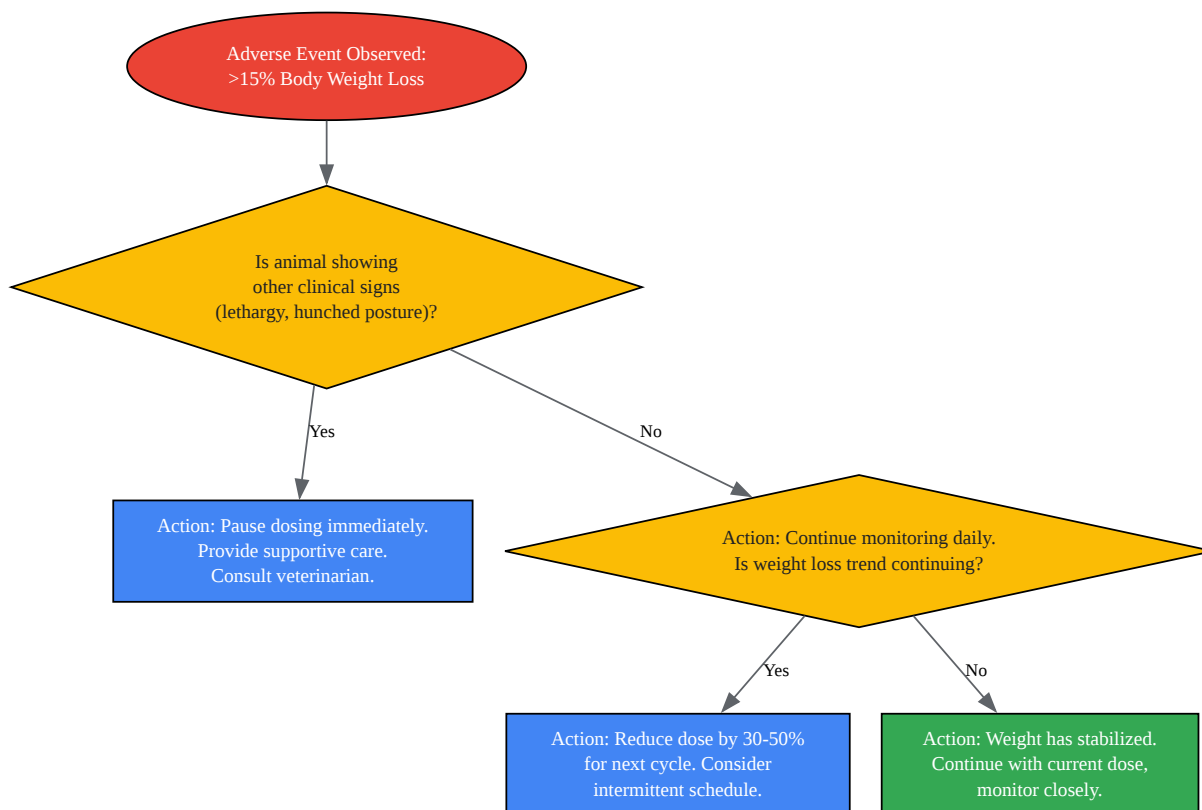 Adverse Event Observed:
>15% Body Weight Loss
Is animal showing
other clinical signs
(lethargy, hunched posture)?
Yes
No
Action: Pause dosing immediately.
Provide supportive care.
Consult veterinarian.
Action: Continue monitoring daily.
Is weight loss trend continuing?
Yes
No
Action: Reduce dose by 30-50%
for next cycle. Consider
intermittent schedule.
Action: Weight has stabilized.
Continue with current dose,
monitor closely.